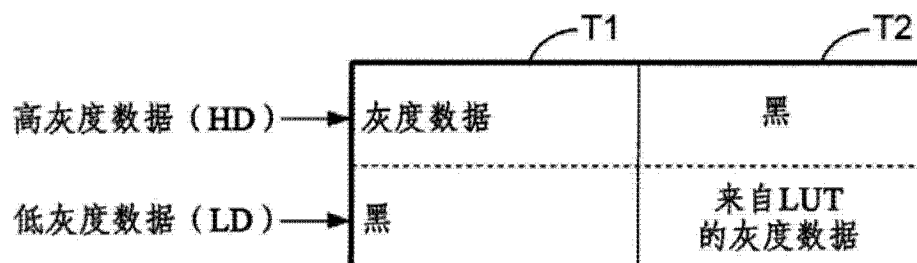 T1
T2
高灰度数据（HD）
灰度数据
黑
低灰度数据（LD）
黑
来自LUT
的灰度数据